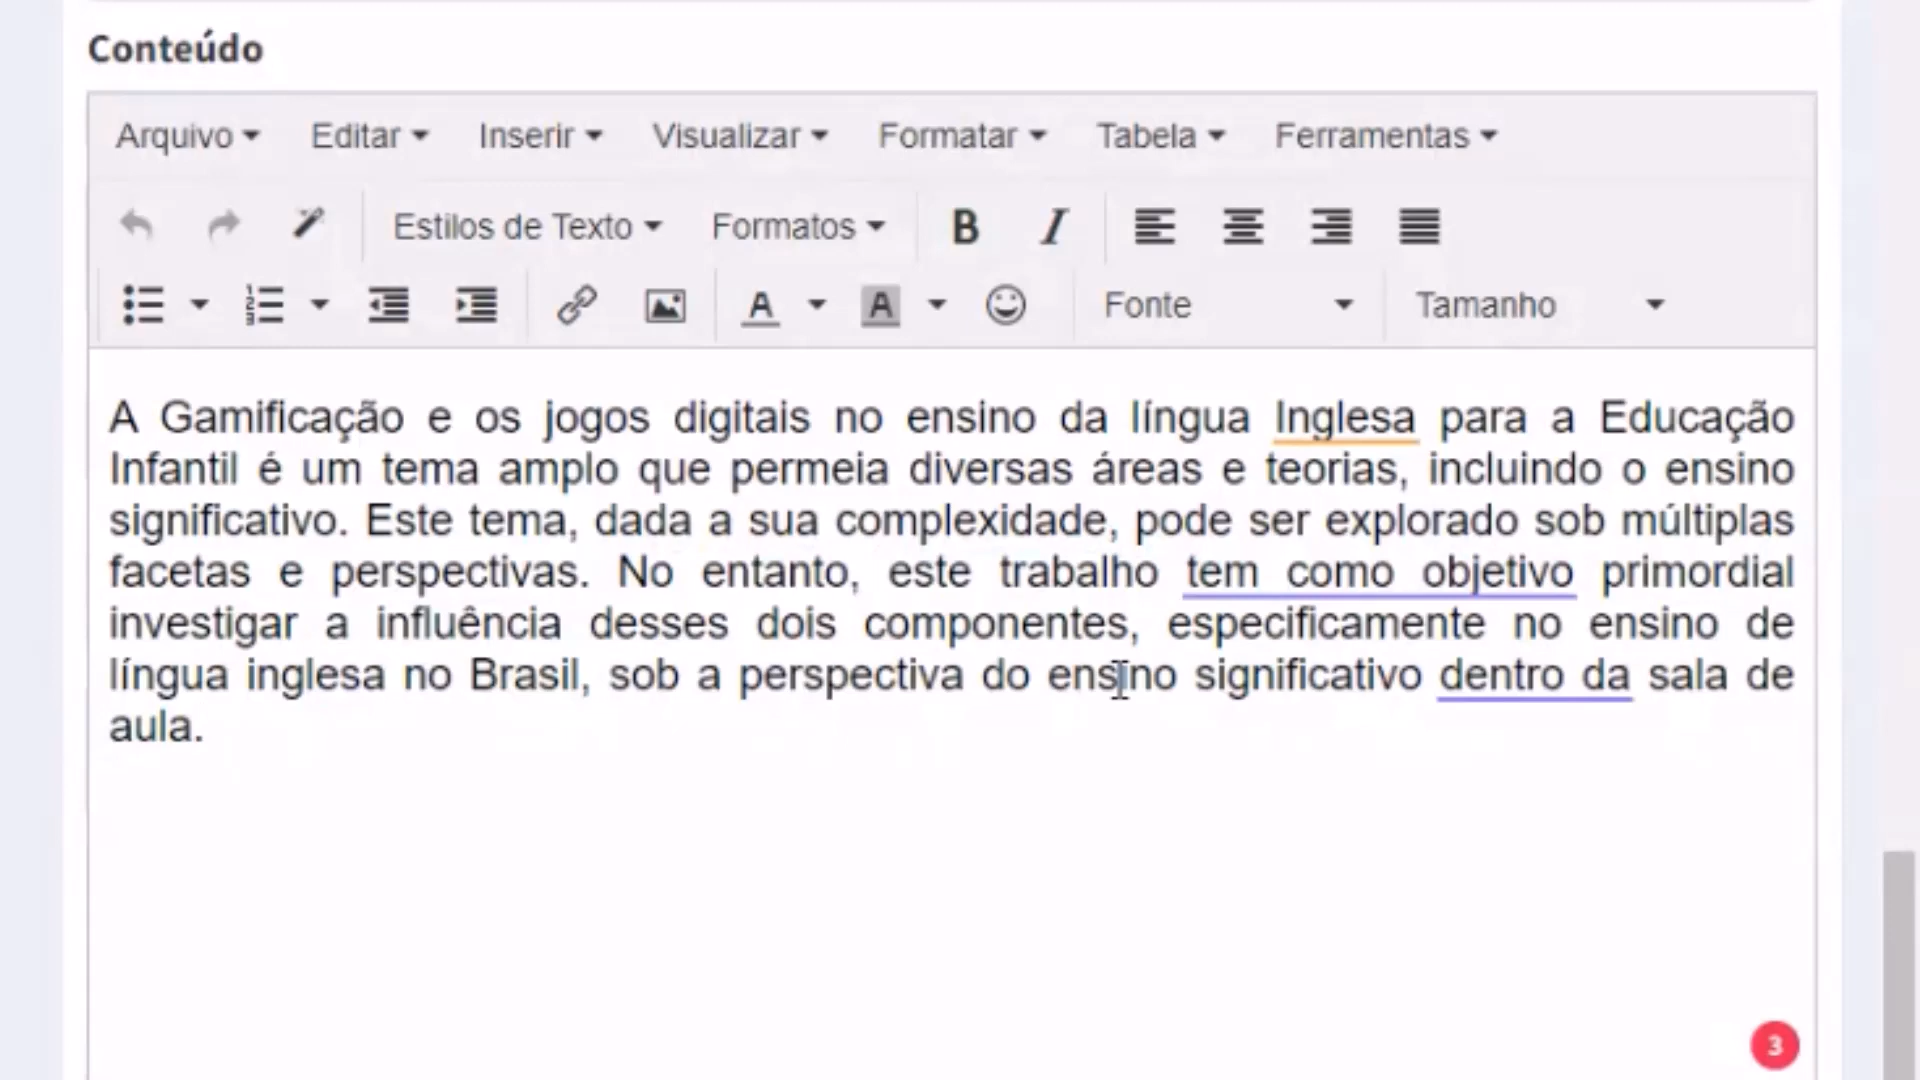 Conteúdo
Arquivo Editar Inserir Visualizar Formatar Tabela Ferramentas
Estilos de Texto Formatos B I
A A Fonte Tamanho
A Gamificação e os jogos digitais no ensino da língua Inglesa para a Educação
Infantil é um tema amplo que permeia diversas áreas e teorias, incluindo o ensino
significativo. Este tema, dada a sua complexidade, pode ser explorado sob múltiplas
facetas e perspectivas. No entanto, este trabalho tem como objetivo primordial
investigar a influência desses dois componentes, especificamente no ensino de
língua inglesa no Brasil, sob a perspectiva do ensino significativo dentro da sala de
aula.
3